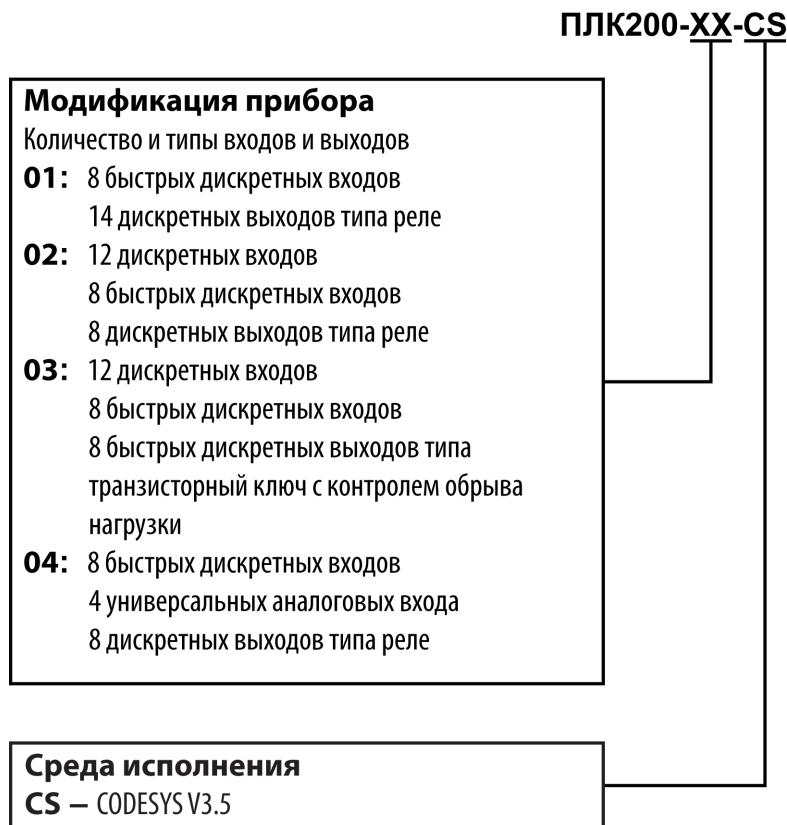 ПЛК200-XX-CS
Модификация прибора
Количество и типы входов и выходов
01: 8 быстрых дискретных входов
14 дискретных выходов типа реле
02: 12 дискретных входов
8 быстрых дискретных входов
8 дискретных выходов типа реле
03: 12 дискретных входов
8 быстрых дискретных входов
8 быстрых дискретных выходов типа
транзисторный ключ с контролем обрыва
нагрузки
04: 8 быстрых дискретных входов
4 универсальных аналоговых входа
8 дискретных выходов типа реле
Среда исполнения
CS – CODESYS V3.5